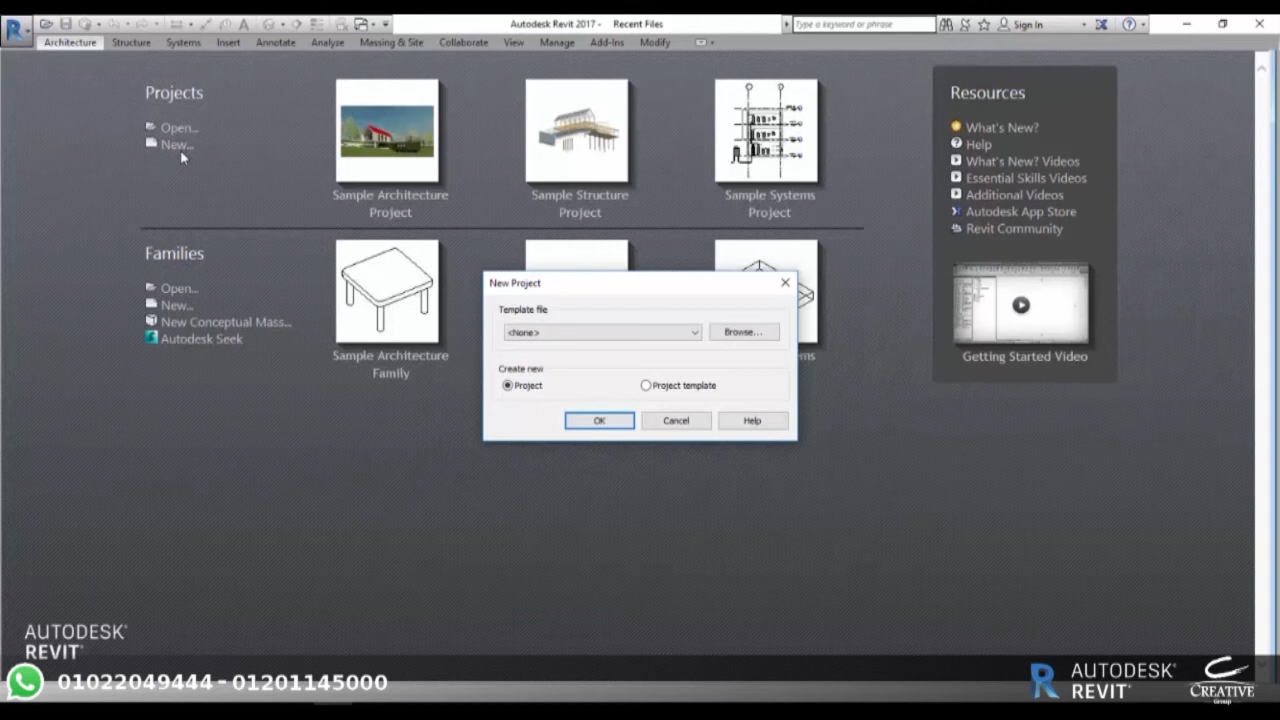 Autodesk Revit 2017 - Recent Files
Type a keyword or phrase
Sign In
Architecture Structure Systems Insert Annotate Analyze Massing & Site Collaborate View Manage Add-Ins Modify
Projects
Open...
New...
Sample Architecture
Project
Sample Structure
Project
Sample Systems
Project
Families
Open...
New...
New Conceptual Mass...
Autodesk Seek
Sample Architecture
Family
ms
New Project
Template file
<None>
Browse...
Create new
Project
Project template
OK
Cancel
Help
Resources
What's New?
Help
What's New? Videos
Essential Skills Videos
Additional Videos
Autodesk App Store
Revit Community
Getting Started Video
AUTODESK®
REVIT®
01022049444 - 01201145000
AUTODESK®
REVIT®
CREATIVE
Group